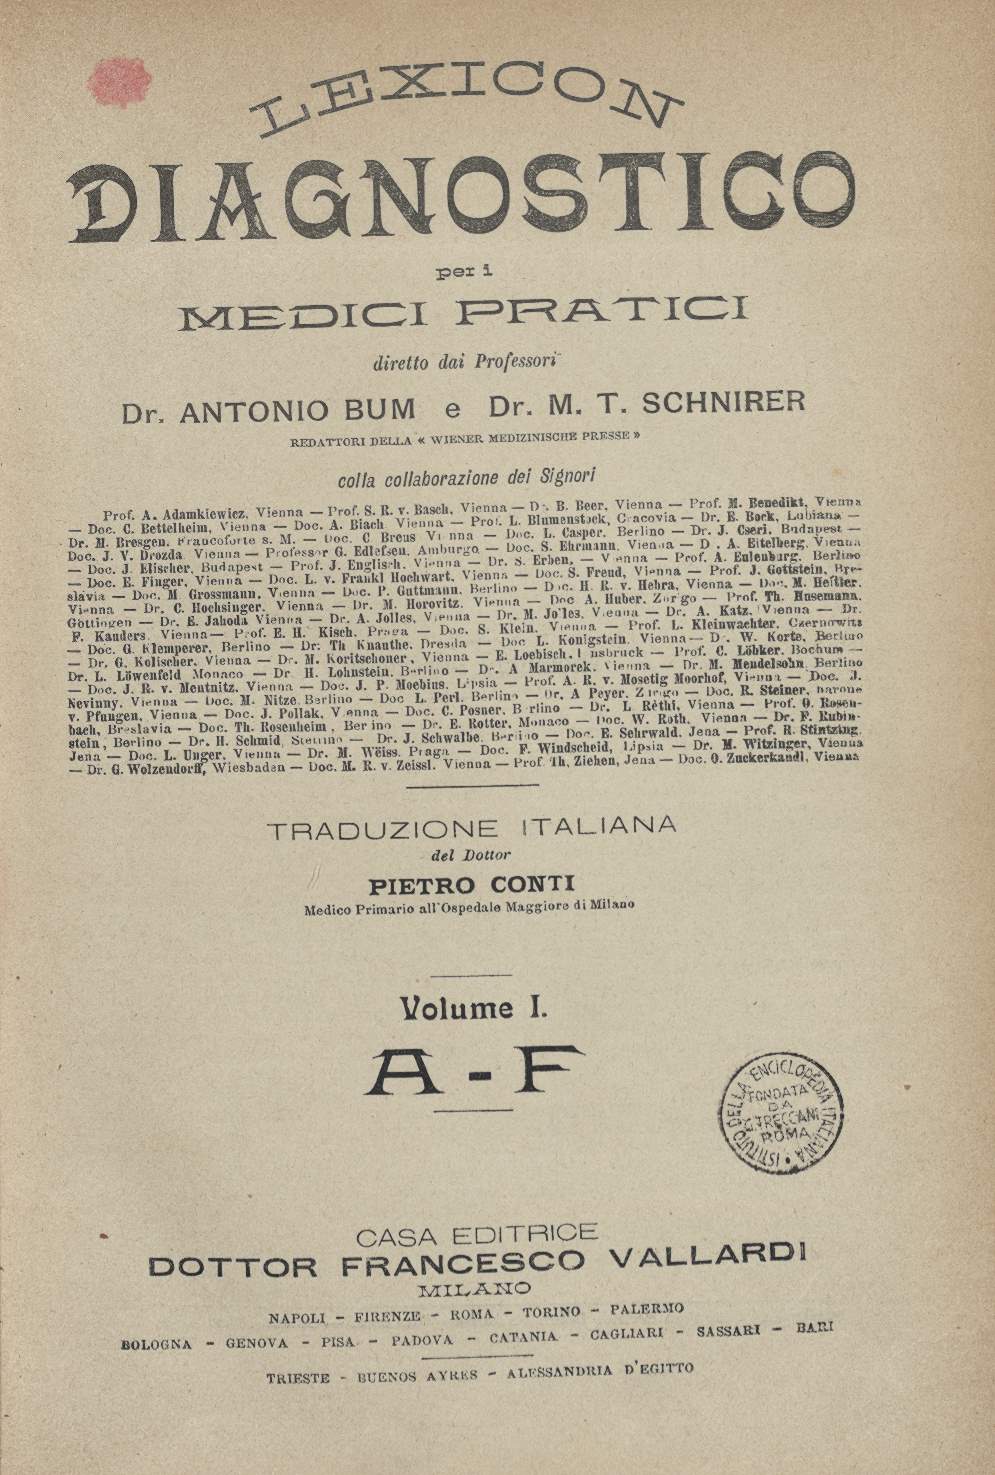 LEXICON
DIAGNOSTICO
per i
MEDICI PRATICI
diretto dai Professori
Dr. ANTONIO BUM e Dr. M. T. SCHNIRER
REDATTORI DELLA « WIENER MEDIZINISCHE PRESSE »
colla collaborazione dei Signori
Prof. A. Adamkiewicz, Vienna — Prof. S. R. v. Basch, Vienna — Dr. B. Beer, Vienna — Prof. M. Benedikt, Vienna
— Doc. C. Bettelheim, Vienna — Doc. A. Biach Vienna — Prof. L. Blumenstock, Cracovia — Dr. E. Bock, Lubiana —
Dr. M. Bresgen, Francoforte s. M. — Doc. C Breus Vienna — Doc. L. Casper, Berlino — Dr. J. Cseri, Budapest —
Doc. J. V. Drozda, Vienna — Professor G. Edlefsen, Amburgo — Doc. S. Ehrmann, Vienna — D . A. Eitelberg, Vienna
— Doc. J. Elischer, Budapest — Prof. J. Englisch, Vienna — Dr. S. Erben, — Vienna — Prof. A. Eulenburg, Berlino
— Doc. E. Finger, Vienna — Doc. L. v. Frankl Hochwart, Vienna — Doc. S. Freud, Vienna — Prof. J. Gottstein, Bre-
slavia — Doc. M Grossmann, Vienna — Doc. P. Guttmann, Berlino — Doc. H. R. v. Hebra, Vienna — Doc. M. Heitler,
Vienna — Dr. C. Hochsinger, Vienna — Dr. M. Horovitz, Vienna — Doc A. Huber, Zurigo — Prof. Th. Husemann,
Göttingen — Dr. E. Jahoda Vienna — Dr. A. Jolles, Vienna — Dr. M. Jolles, Vienna — Dr. A. Katz, Vienna — Dr.
F. Kauders, Vienna — Prof. E. H. Kisch, Praga — Doc. S. Klein, Vienna — Prof. L. Kleinwachter, Czernowitz
— Doc. G. Klemperer, Berlino — Dr: Th Knauthe, Dresda — Doc L. Königstein, Vienna — D . W. Korte, Berlino
— Dr. G. Kolischer, Vienna — Dr. M. Koritschoner, Vienna — E. Loebisch, Innsbruck — Prof. C. Löbker, Bochum —
Dr. L. Löwenfeld Monaco — Dr H. Lohnstein, Berlino — Dr. A Marmorek, Vienna — Dr. M. Mendelsohn, Berlino
— Doc. J. R. v. Mentnitz, Vienna — Doc. J. P. Moebius, Lipsia — Prof. A. R. v. Mosetig Moorhof, Vienna — Doc. J.
Nevinny, Vienna — Doc. M. Nitze, Berlino — Doc L. Perl, Berlino — Dr, A Peyer, Zurigo — Doc. R. Steiner, barone
v. Pfungen, Vienna — Doc. J. Pollak, Vienna — Doc. C. Posner, Berlino — Dr. L Réthi, Vienna — Prof. O. Rosen-
bach, Breslavia — Doc. Th. Rosenheim, Berlino — Dr. E. Rotter, Monaco — Doc. W. Roth, Vienna — Dr. F. Rubin-
stein, Berlino — Dr. H. Schmid, Stettino — Dr. J. Schwalbe, Berlino — Doc. E. Sehrwald, Jena — Prof. R. Stintzing,
Jena — Doc. L. Unger, Vienna — Dr. M. Weiss, Praga — Doc. F. Windscheid, Lipsia — Dr. M. Witzinger, Vienna
— Dr. G. Wolzendorff, Wiesbaden — Doc. M. R. v. Zeissl, Vienna — Prof. Th. Ziehen, Jena — Doc. O. Zuckerkandl, Vienna
TRADUZIONE ITALIANA
del Dottor
PIETRO CONTI
Medico Primario all'Ospedale Maggiore di Milano
Volume I.
A - F
ISTITUTO DELLA ENCICLOPEDIA ITALIANA
FONDATA
DA
G. TRECCANI
ROMA
CASA EDITRICE
DOTTOR FRANCESCO VALLARDI
MILANO
NAPOLI - FIRENZE - ROMA - TORINO - PALERMO
BOLOGNA - GENOVA - PISA - PADOVA - CATANIA - CAGLIARI - SASSARI - BARI
TRIESTE - BUENOS AYRES - ALESSANDRIA D'EGITTO